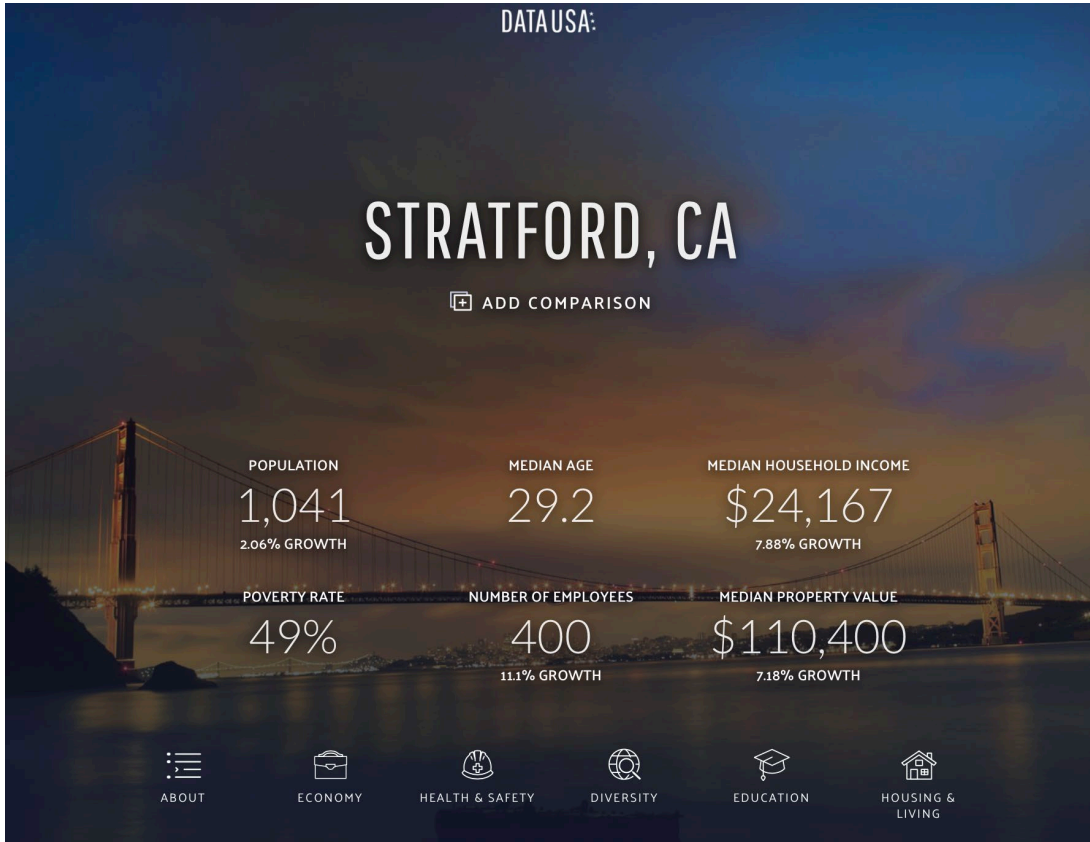 DATA USA
STRATFORD, CA
ADD COMPARISON
POPULATION
1,041
2.06% GROWTH
MEDIAN AGE
29.2
MEDIAN HOUSEHOLD INCOME
$24,167
7.88% GROWTH
POVERTY RATE
49%
NUMBER OF EMPLOYEES
400
11.1% GROWTH
MEDIAN PROPERTY VALUE
$110,400
7.18% GROWTH
ABOUT
ECONOMY
HEALTH & SAFETY
DIVERSITY
EDUCATION
HOUSING &
LIVING